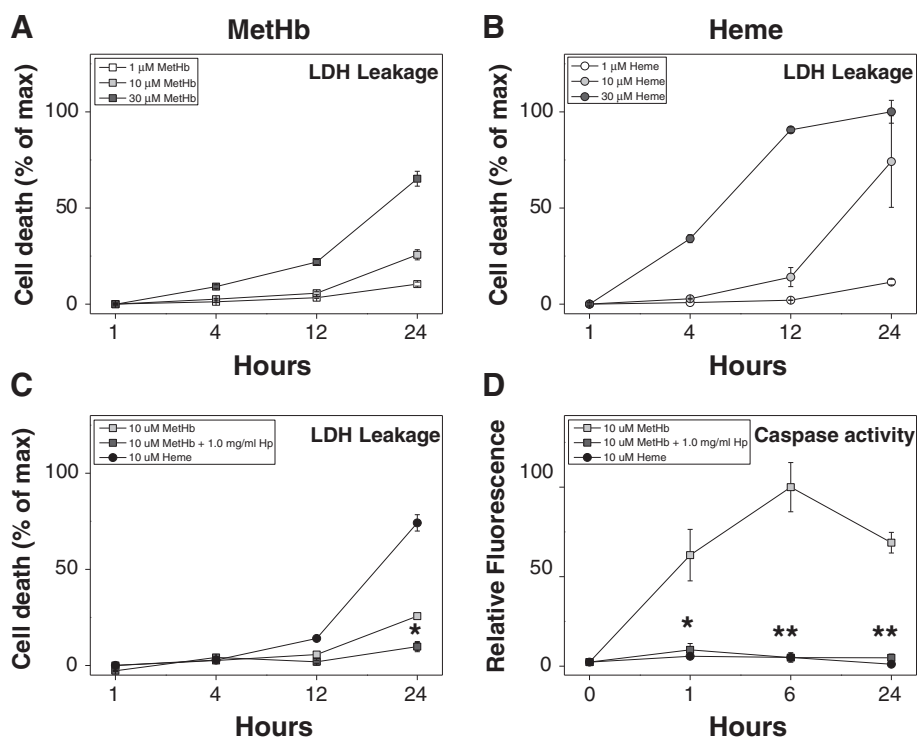 A
MetHb
1 µM MetHb
10 µM MetHb
30 µM MetHb
LDH Leakage
Cell death (% of max)
100
50
0
1 4 12 24
Hours
B
Heme
1 µM Heme
10 µM Heme
30 µM Heme
LDH Leakage
Cell death (% of max)
100
50
0
1 4 12 24
Hours
C
10 uM MetHb
10 uM MetHb + 1.0 mg/ml Hp
10 uM Heme
LDH Leakage
Cell death (% of max)
100
50
0
*
1 4 12 24
Hours
D
10 uM MetHb
10 uM MetHb + 1.0 mg/ml Hp
10 uM Heme
Caspase activity
Relative Fluorescence
100
50
0
* ** **
0 1 6 24
Hours